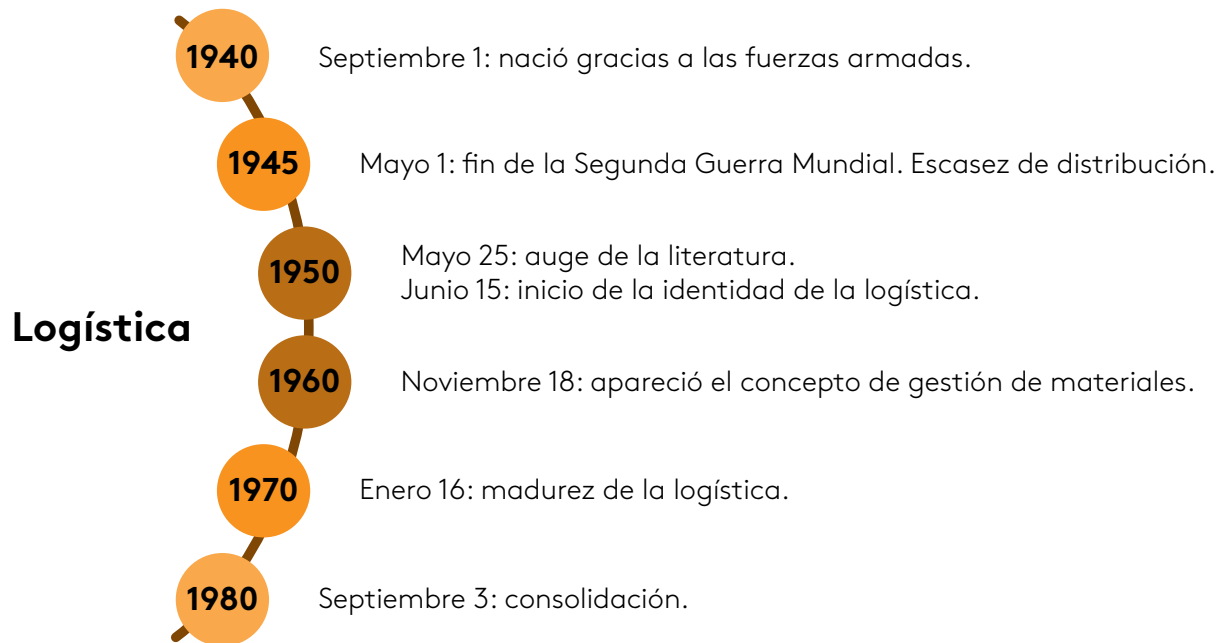 1940
Septiembre 1: nació gracias a las fuerzas armadas.
1945
Mayo 1: fin de la Segunda Guerra Mundial. Escasez de distribución.
1950
Mayo 25: auge de la literatura.
Junio 15: inicio de la identidad de la logística.
Logística
1960
Noviembre 18: apareció el concepto de gestión de materiales.
1970
Enero 16: madurez de la logística.
1980
Septiembre 3: consolidación.